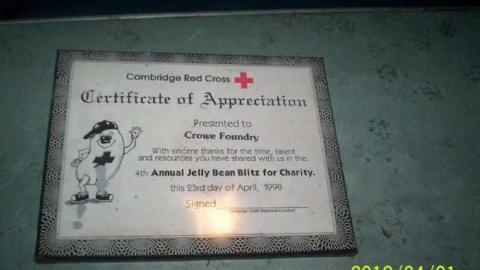 Cambridge Red Cross
Certificate of Appreciation
Presented to
Crowe Foundry
With sincere thanks for the time, talent
and resources you have shared with us in the
4th Annual Jelly Bean Blitz for Charity.
this 23rd day of April, 1998
Signed